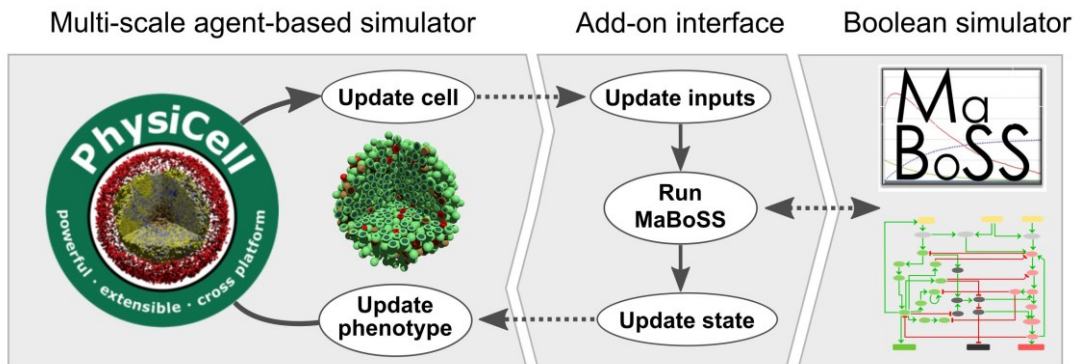 Multi-scale agent-based simulator
Add-on interface
Boolean simulator
PhysiCell
powerful · extensible · cross platform
Update cell
Update phenotype
Update inputs
Run
MaBoSS
Update state
Ma
BoSS